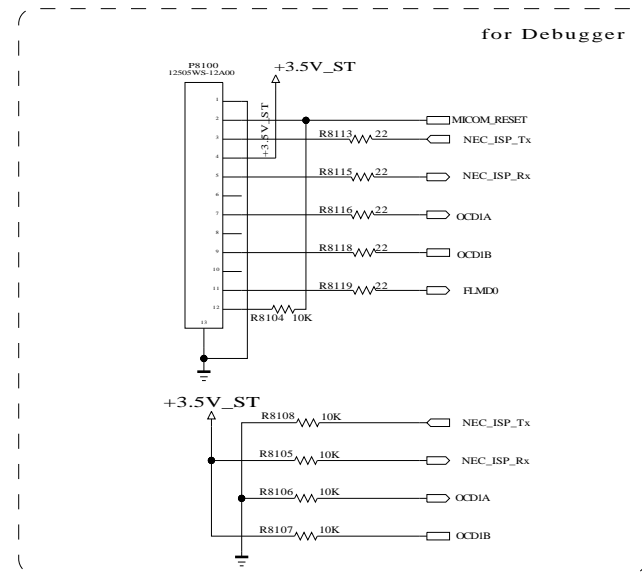 for Debugger
P8100
12505WS-12A00
+3.5V_ST
+3.5V_ST
1
2
MICOM_RESET
3
R8113
22
NEC_ISP_Tx
4
5
R8115
22
NEC_ISP_Rx
6
7
R8116
22
OCD1A
8
9
R8118
22
OCD1B
10
11
R8119
22
FLMD0
12
R8104
10K
13
+3.5V_ST
R8108
10K
NEC_ISP_Tx
R8105
10K
NEC_ISP_Rx
R8106
10K
OCD1A
R8107
10K
OCD1B